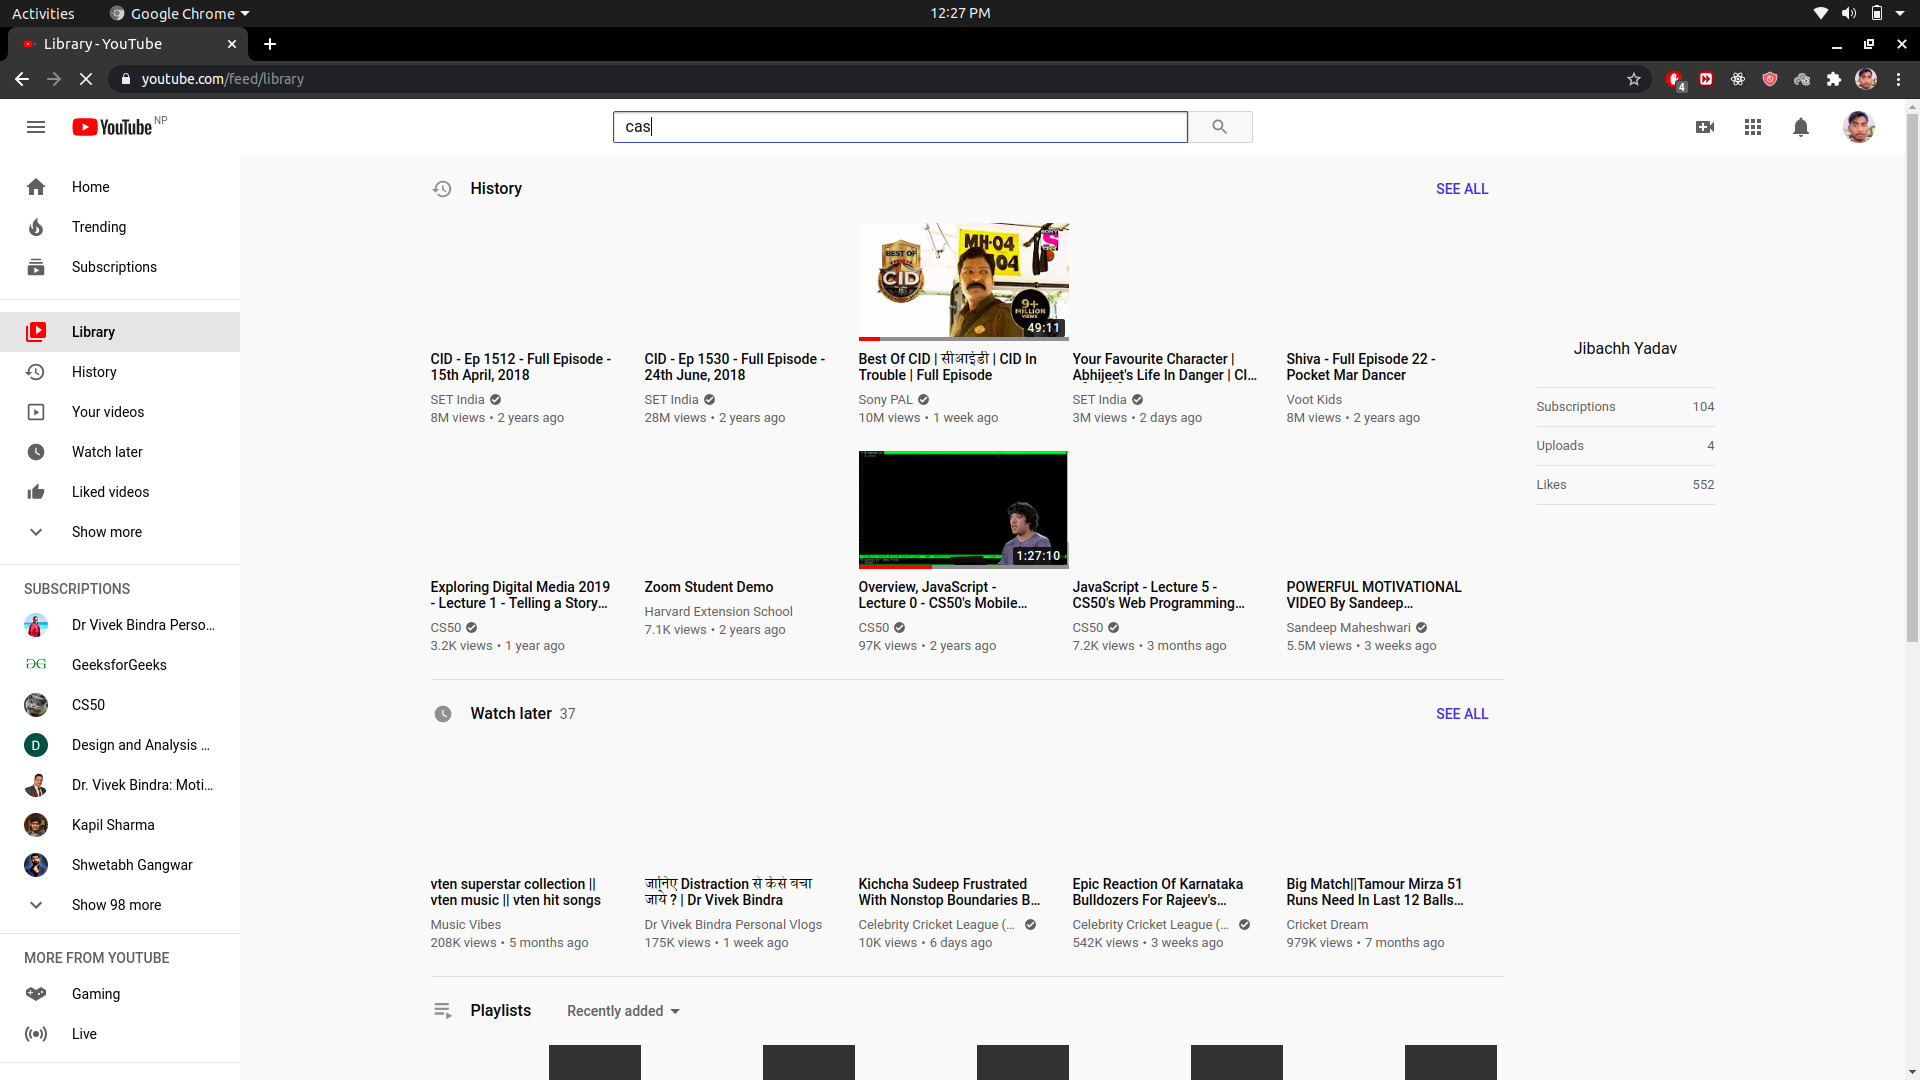 Activities
Google Chrome
12:27 PM
Library - YouTube
youtube.com/feed/library
4
YouTube NP
cas
Home
Trending
Subscriptions
Library
History
Your videos
Watch later
Liked videos
Show more
SUBSCRIPTIONS
Dr Vivek Bindra Perso...
GeeksforGeeks
CS50
D
Design and Analysis ...
Dr. Vivek Bindra: Moti...
Kapil Sharma
Shwetabh Gangwar
Show 98 more
MORE FROM YOUTUBE
Gaming
Live
History
SEE ALL
BEST OF
CID
MH-04
04
9+
MILLION
VIEWS
49:11
CID - Ep 1512 - Full Episode -
15th April, 2018
SET India
8M views • 2 years ago
CID - Ep 1530 - Full Episode -
24th June, 2018
SET India
28M views • 2 years ago
Best Of CID | सीआईडी | CID In
Trouble | Full Episode
Sony PAL
10M views • 1 week ago
Your Favourite Character |
Abhijeet's Life In Danger | CI...
SET India
3M views • 2 days ago
Shiva - Full Episode 22 -
Pocket Mar Dancer
Voot Kids
8M views • 2 years ago
1:27:10
Exploring Digital Media 2019
- Lecture 1 - Telling a Story...
CS50
3.2K views • 1 year ago
Zoom Student Demo
Harvard Extension School
7.1K views • 2 years ago
Overview, JavaScript -
Lecture 0 - CS50's Mobile...
CS50
97K views • 2 years ago
JavaScript - Lecture 5 -
CS50's Web Programming...
CS50
7.2K views • 3 months ago
POWERFUL MOTIVATIONAL
VIDEO By Sandeep...
Sandeep Maheshwari
5.5M views • 3 weeks ago
Watch later 37
SEE ALL
vten superstar collection ||
vten music || vten hit songs
Music Vibes
208K views • 5 months ago
जानिए Distraction से कैसे बचा
जाये ? | Dr Vivek Bindra
Dr Vivek Bindra Personal Vlogs
175K views • 1 week ago
Kichcha Sudeep Frustrated
With Nonstop Boundaries B...
Celebrity Cricket League (...
10K views • 6 days ago
Epic Reaction Of Karnataka
Bulldozers For Rajeev's...
Celebrity Cricket League (...
542K views • 3 weeks ago
Big Match||Tamour Mirza 51
Runs Need In Last 12 Balls...
Cricket Dream
979K views • 7 months ago
Playlists
Recently added
Jibachh Yadav
Subscriptions 104
Uploads 4
Likes 552